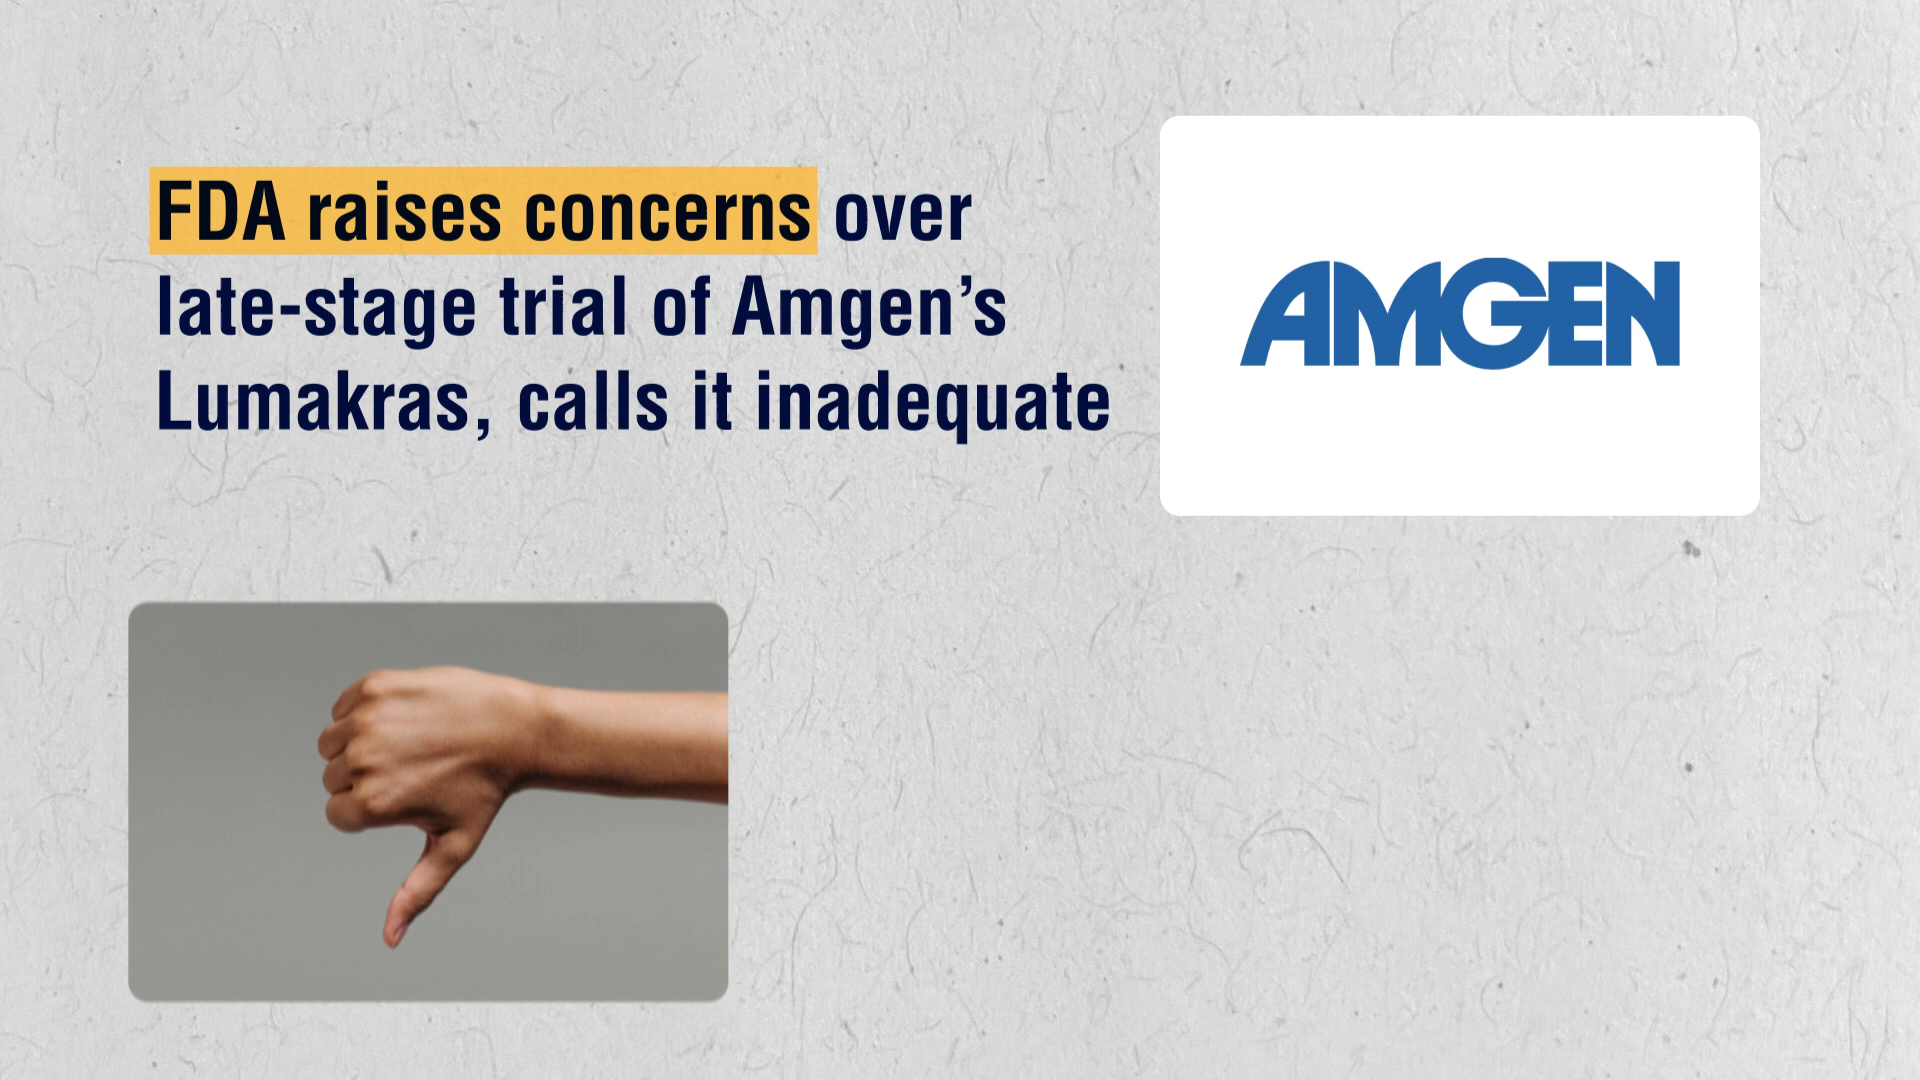 FDA raises concerns over
late-stage trial of Amgen’s
Lumakras, calls it inadequate
AMGEN